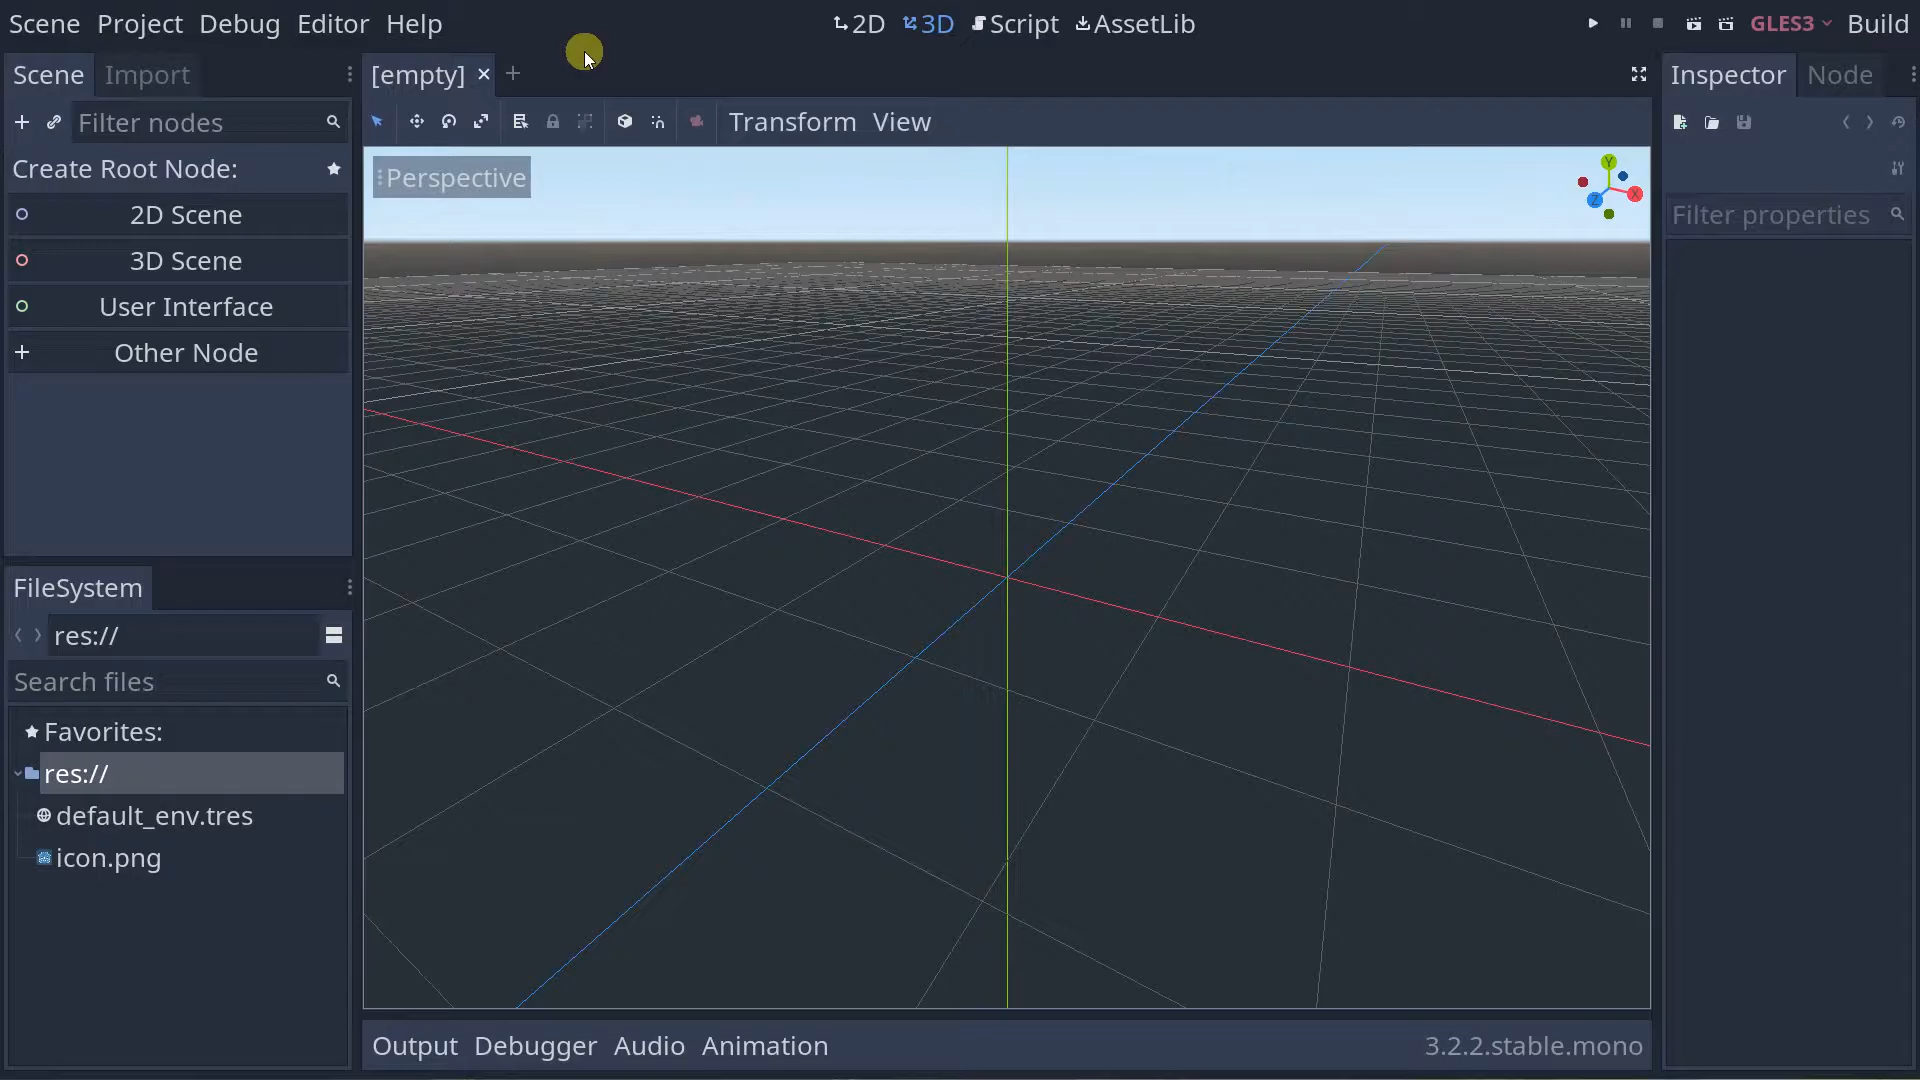 Scene Project Debug Editor Help 2D 3D Script AssetLib GLES3 Build
Scene Import
[empty]
Inspector Node
Filter nodes
Transform View
Create Root Node:
Perspective
Y
X
Z
2D Scene
Filter properties
3D Scene
User Interface
Other Node
FileSystem
res://
Search files
Favorites:
res://
default_env.tres
icon.png
Output Debugger Audio Animation 3.2.2.stable.mono